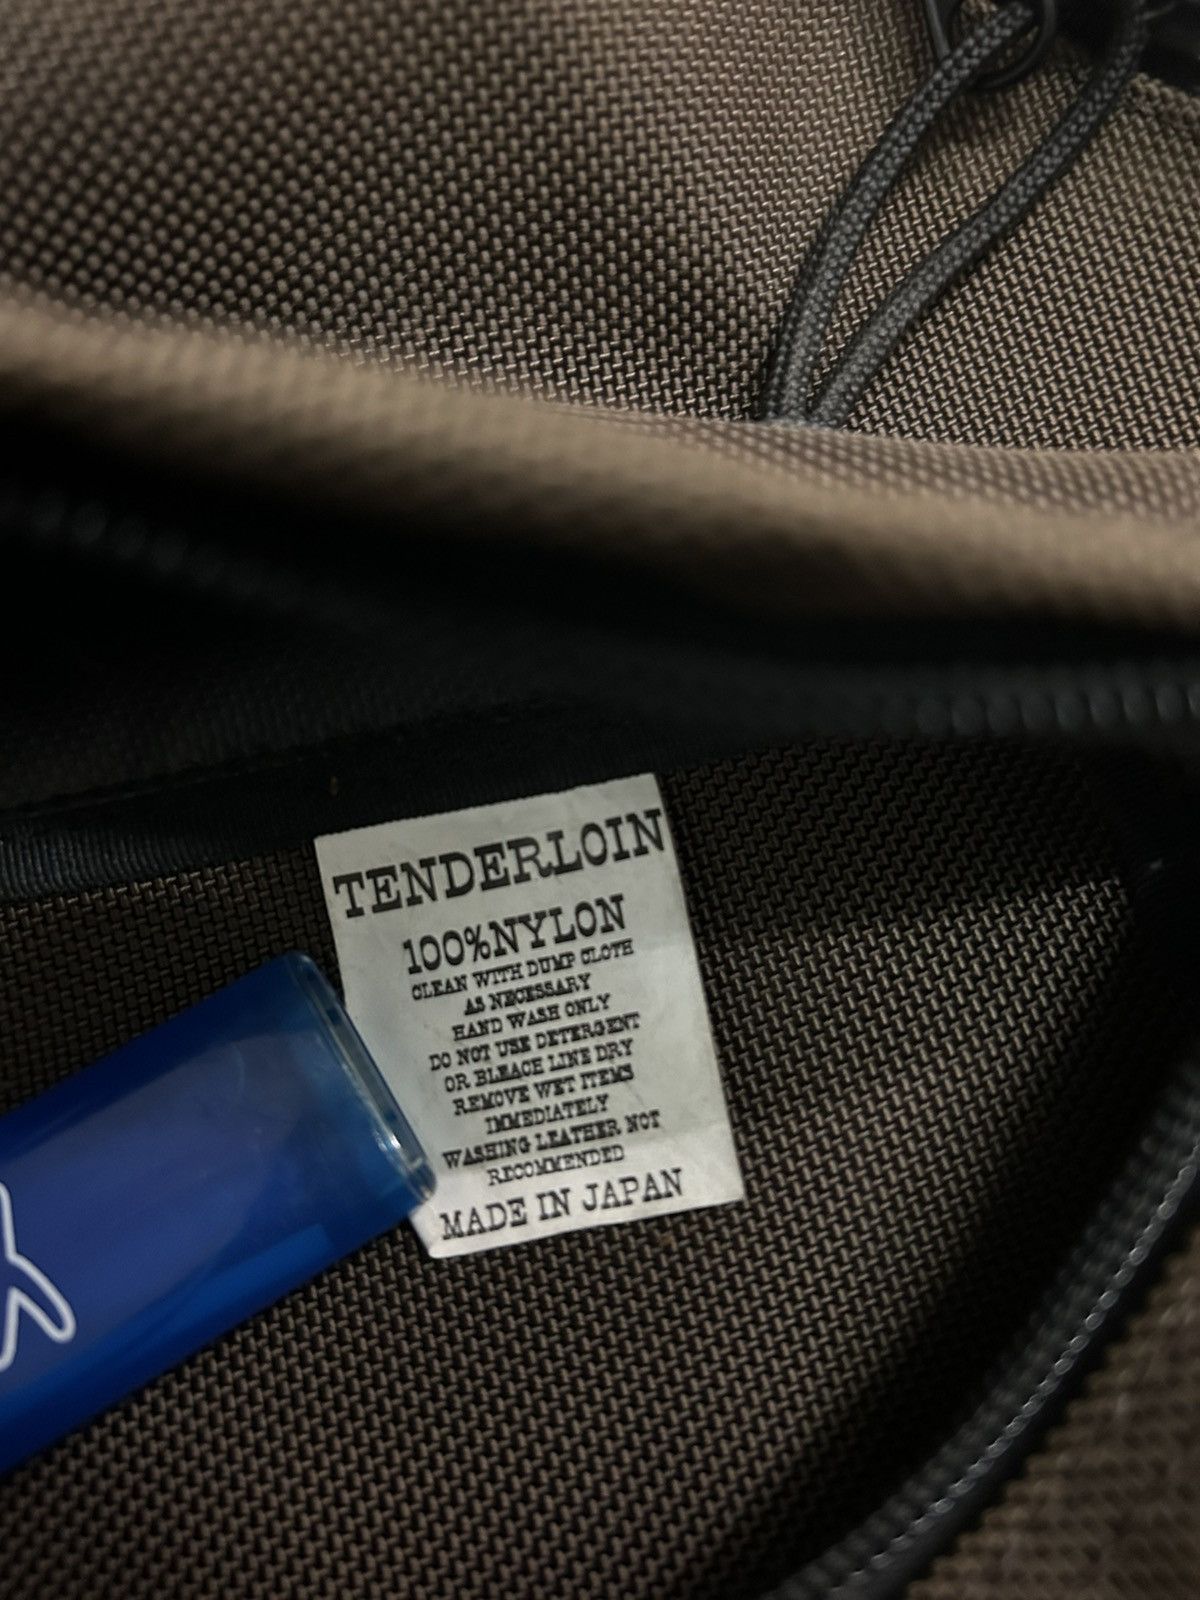 TENDERLOIN
100%NYLON
CLEAN WITH DUMP CLOTH
AS NECESSARY
HAND WASH ONLY
DO NOT USE DETERGENT
OR BLEACH LINE DRY
REMOVE WET ITEMS
IMMEDIATELY
WASHING LEATHER NOT
RECOMMENDED
MADE IN JAPAN